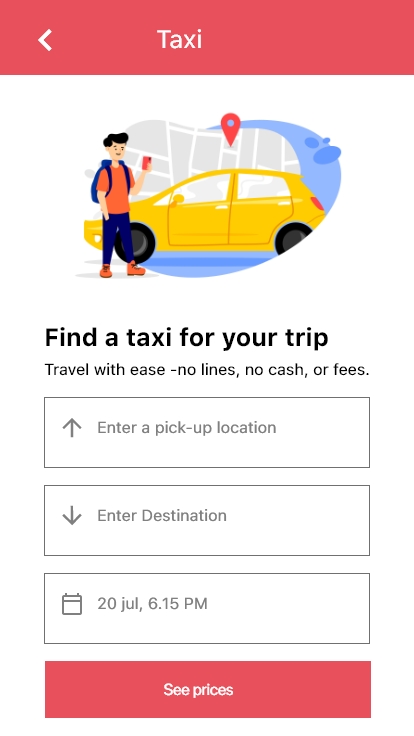 Taxi
Find a taxi for your trip
Travel with ease -no lines, no cash, or fees.
Enter a pick-up location
Enter Destination
20 jul, 6.15 PM
See prices